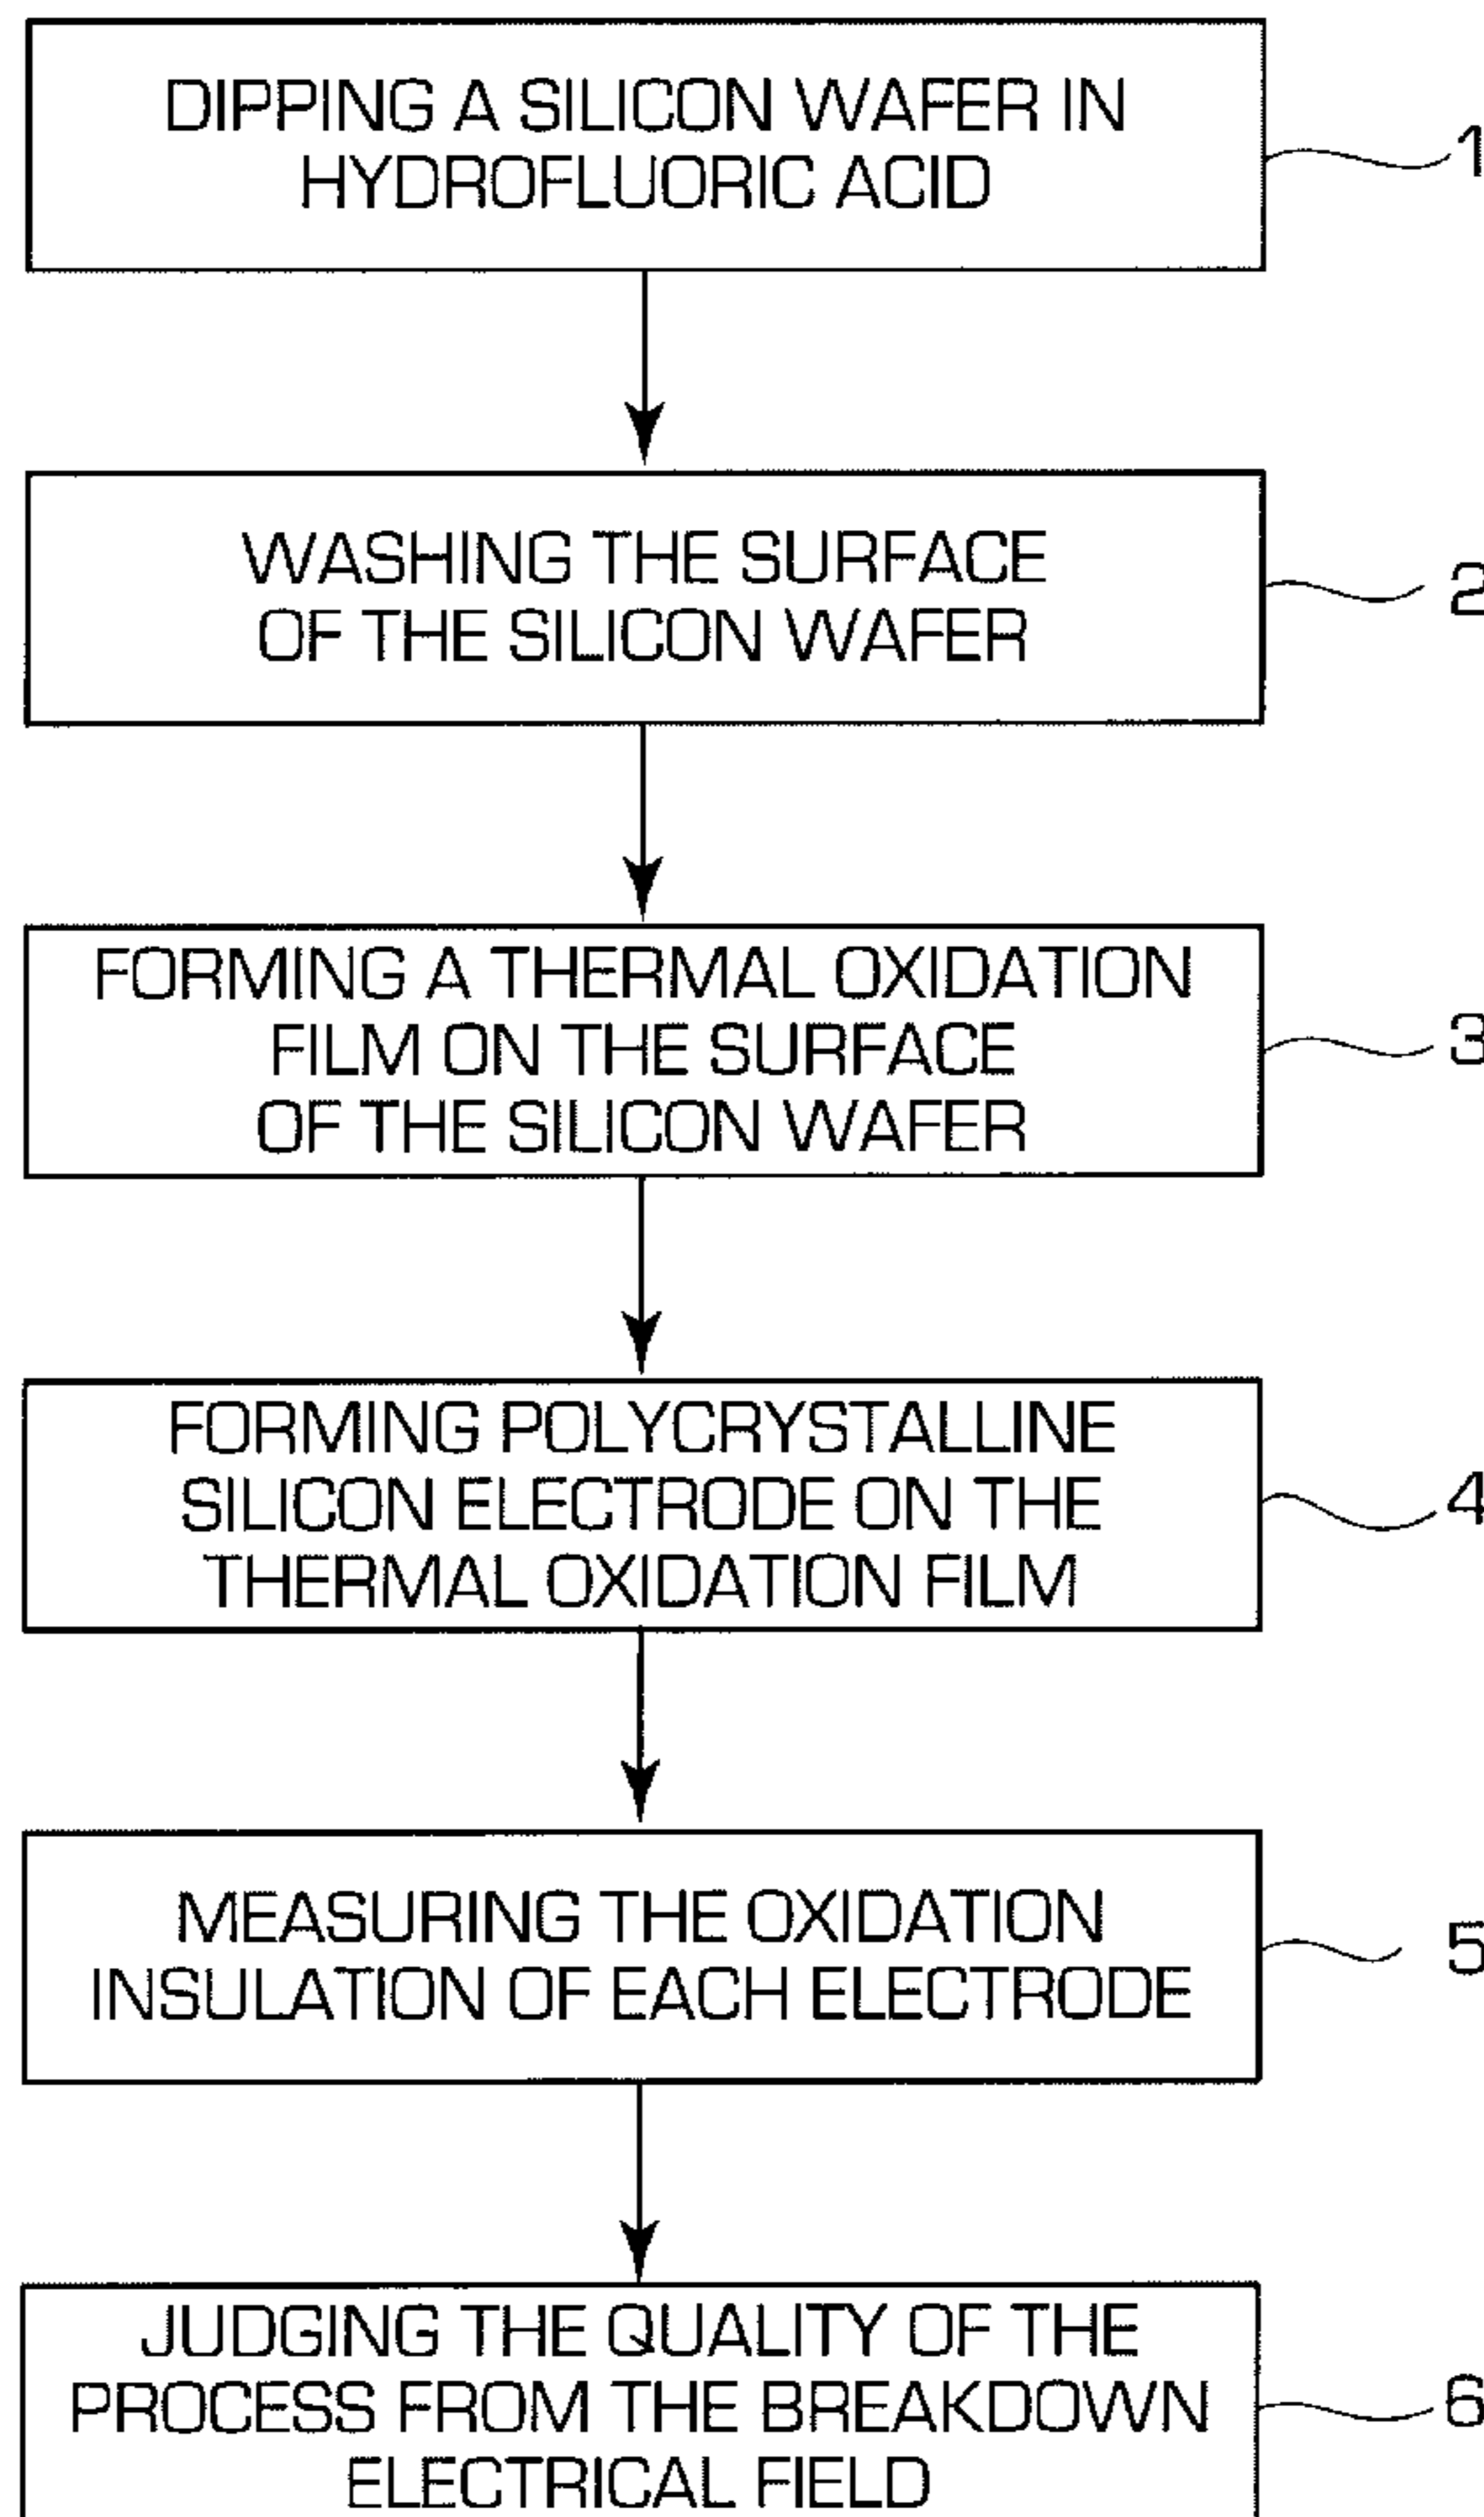 DIPPING A SILICON WAFER IN
HYDROFLUORIC ACID
1
WASHING THE SURFACE
OF THE SILICON WAFER
2
FORMING A THERMAL OXIDATION
FILM ON THE SURFACE
OF THE SILICON WAFER
3
FORMING POLYCRYSTALLINE
SILICON ELECTRODE ON THE
THERMAL OXIDATION FILM
4
MEASURING THE OXIDATION
INSULATION OF EACH ELECTRODE
5
JUDGING THE QUALITY OF THE
PROCESS FROM THE BREAKDOWN
ELECTRICAL FIELD
6